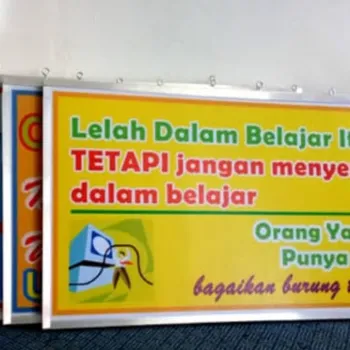 Lelah Dalam Belajar It
TETAPI jangan menye
dalam belajar
Orang Ya
Punya
bagaikan burung t